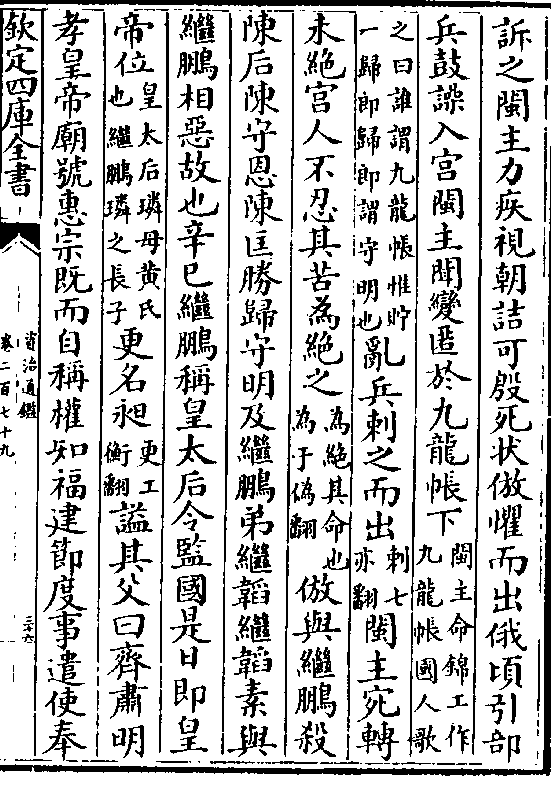 訴之閩主力疾視朝詰可殷死狀倣懼而出俄頃引部
兵鼓譟入宫閩主聞變匿於九龍帳下閩主命錦工作九龍帳國人歌
之曰誰謂九龍帳惟貯一歸郎歸郎謂守明也亂兵刺之而出刺七亦翻閩主宛轉
未絶宫人不忍其苦為絶之為絶其命也為于偽翻倣與繼鵬殺
陳后陳守恩陳匡勝歸守明及繼鵬弟繼韜繼韜素與
繼鵬相惡故也辛巳繼鵬稱皇太后令監國是日即皇
帝位皇太后璘母黄氏也繼鵬璘之長子更名昶更工衡翻諡其父曰齊肅明
孝皇帝廟號惠宗既而自稱權知福建節度事遣使奉
欽定四庫全書
資治通鑑
卷二百七十九
三十六